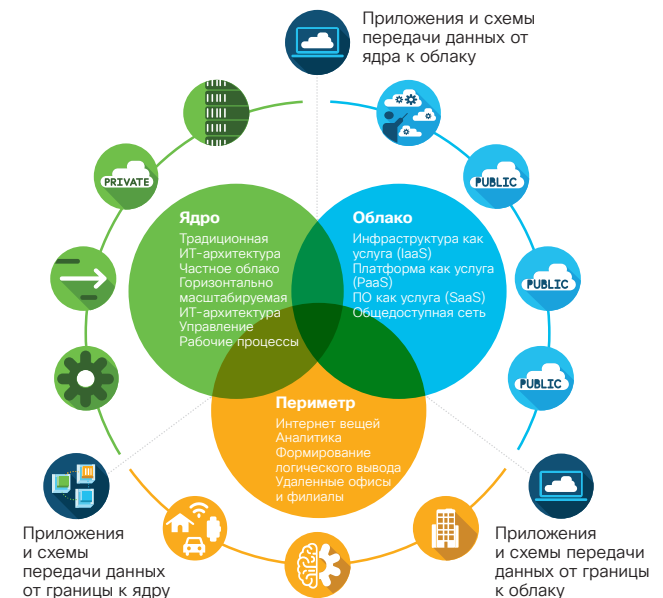 Приложения и схемы
передачи данных от
ядра к облаку
PRIVATE
PUBLIC
PUBLIC
PUBLIC
Ядро
Традиционная
ИТ-архитектура
Частное облако
Горизонтально
масштабируемая
ИТ-архитектура
Управление
Рабочие процессы
Облако
Инфраструктура как
услуга (IaaS)
Платформа как услуга
(PaaS)
ПО как услуга (SaaS)
Общедоступная сеть
Периметр
Интернет вещей
Аналитика
Формирование
логического вывода
Удаленные офисы
и филиалы
Приложения
и схемы
передачи данных
от границы к ядру
Приложения
и схемы передачи
данных от границы
к облаку